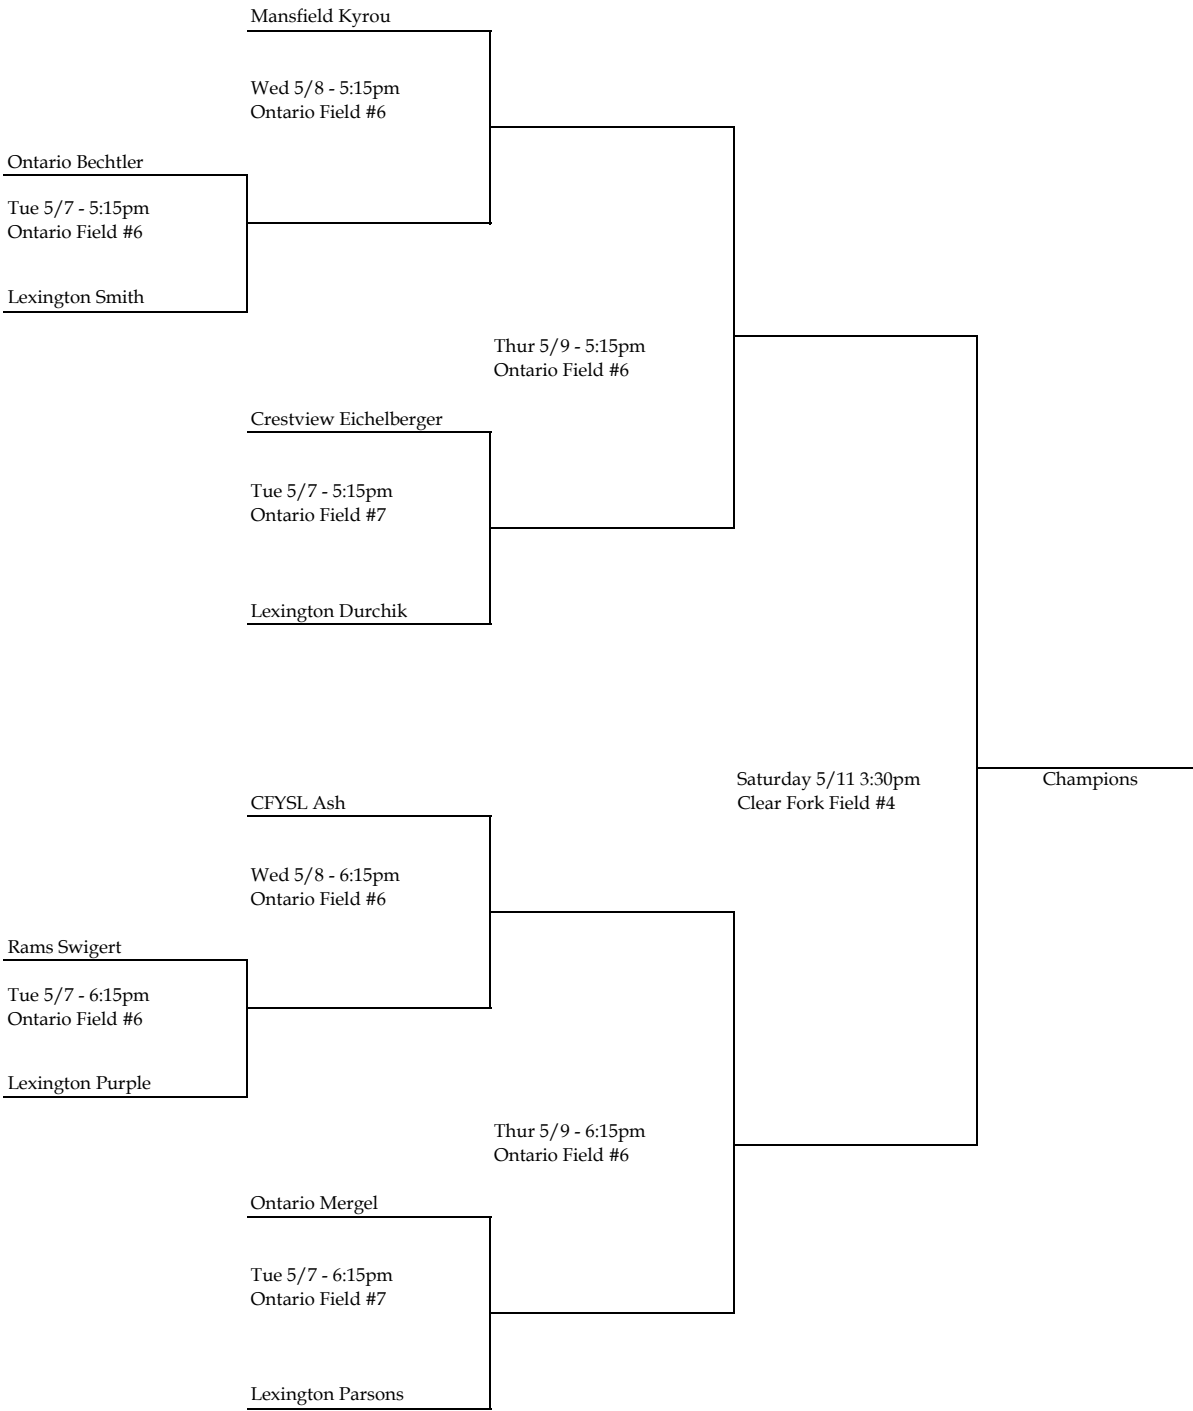 Mansfield Kyrou
Wed 5/8 - 5:15pm
Ontario Field #6
Ontario Bechtler
Tue 5/7 - 5:15pm
Ontario Field #6
Lexington Smith
Thur 5/9 - 5:15pm
Ontario Field #6
Crestview Eichelberger
Tue 5/7 - 5:15pm
Ontario Field #7
Lexington Durchik
Saturday 5/11 3:30pm
Clear Fork Field #4
Champions
CFYSL Ash
Wed 5/8 - 6:15pm
Ontario Field #6
Rams Swigert
Tue 5/7 - 6:15pm
Ontario Field #6
Lexington Purple
Thur 5/9 - 6:15pm
Ontario Field #6
Ontario Mergel
Tue 5/7 - 6:15pm
Ontario Field #7
Lexington Parsons